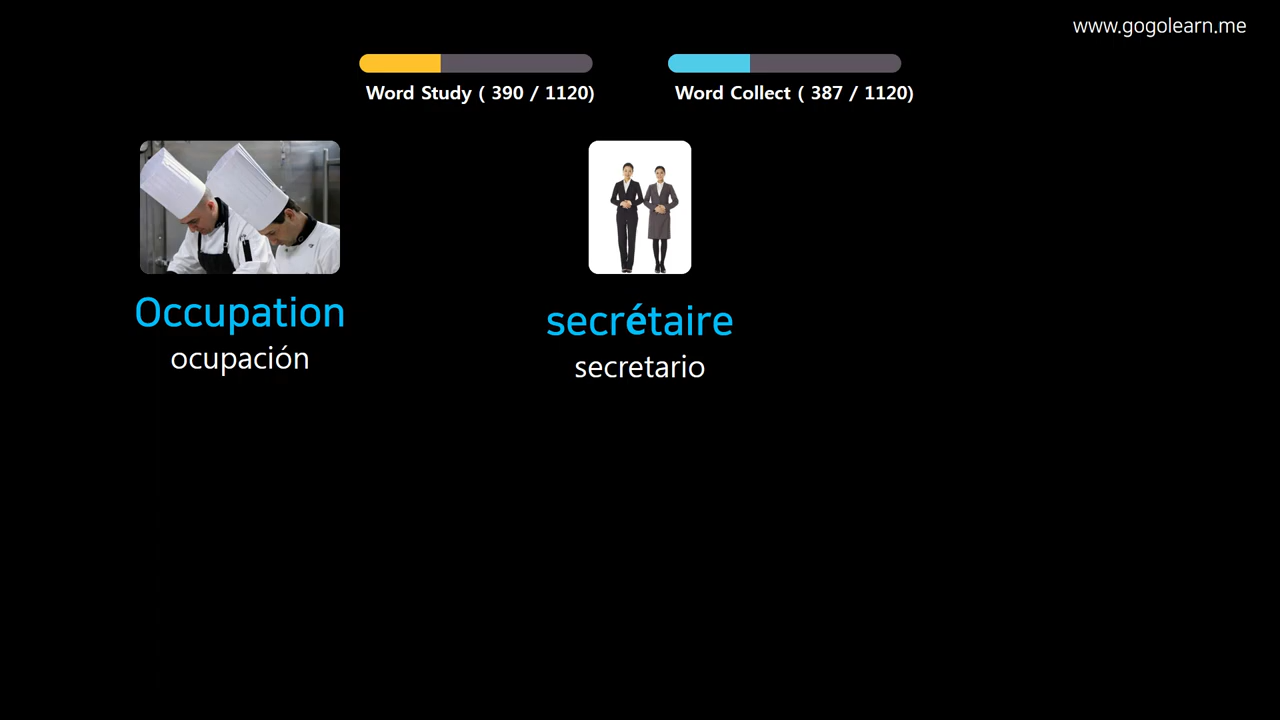 www.gogolearn.me
Word Study ( 390 / 1120)
Word Collect ( 387 / 1120)
Occupation
ocupación
secrétaire
secretario